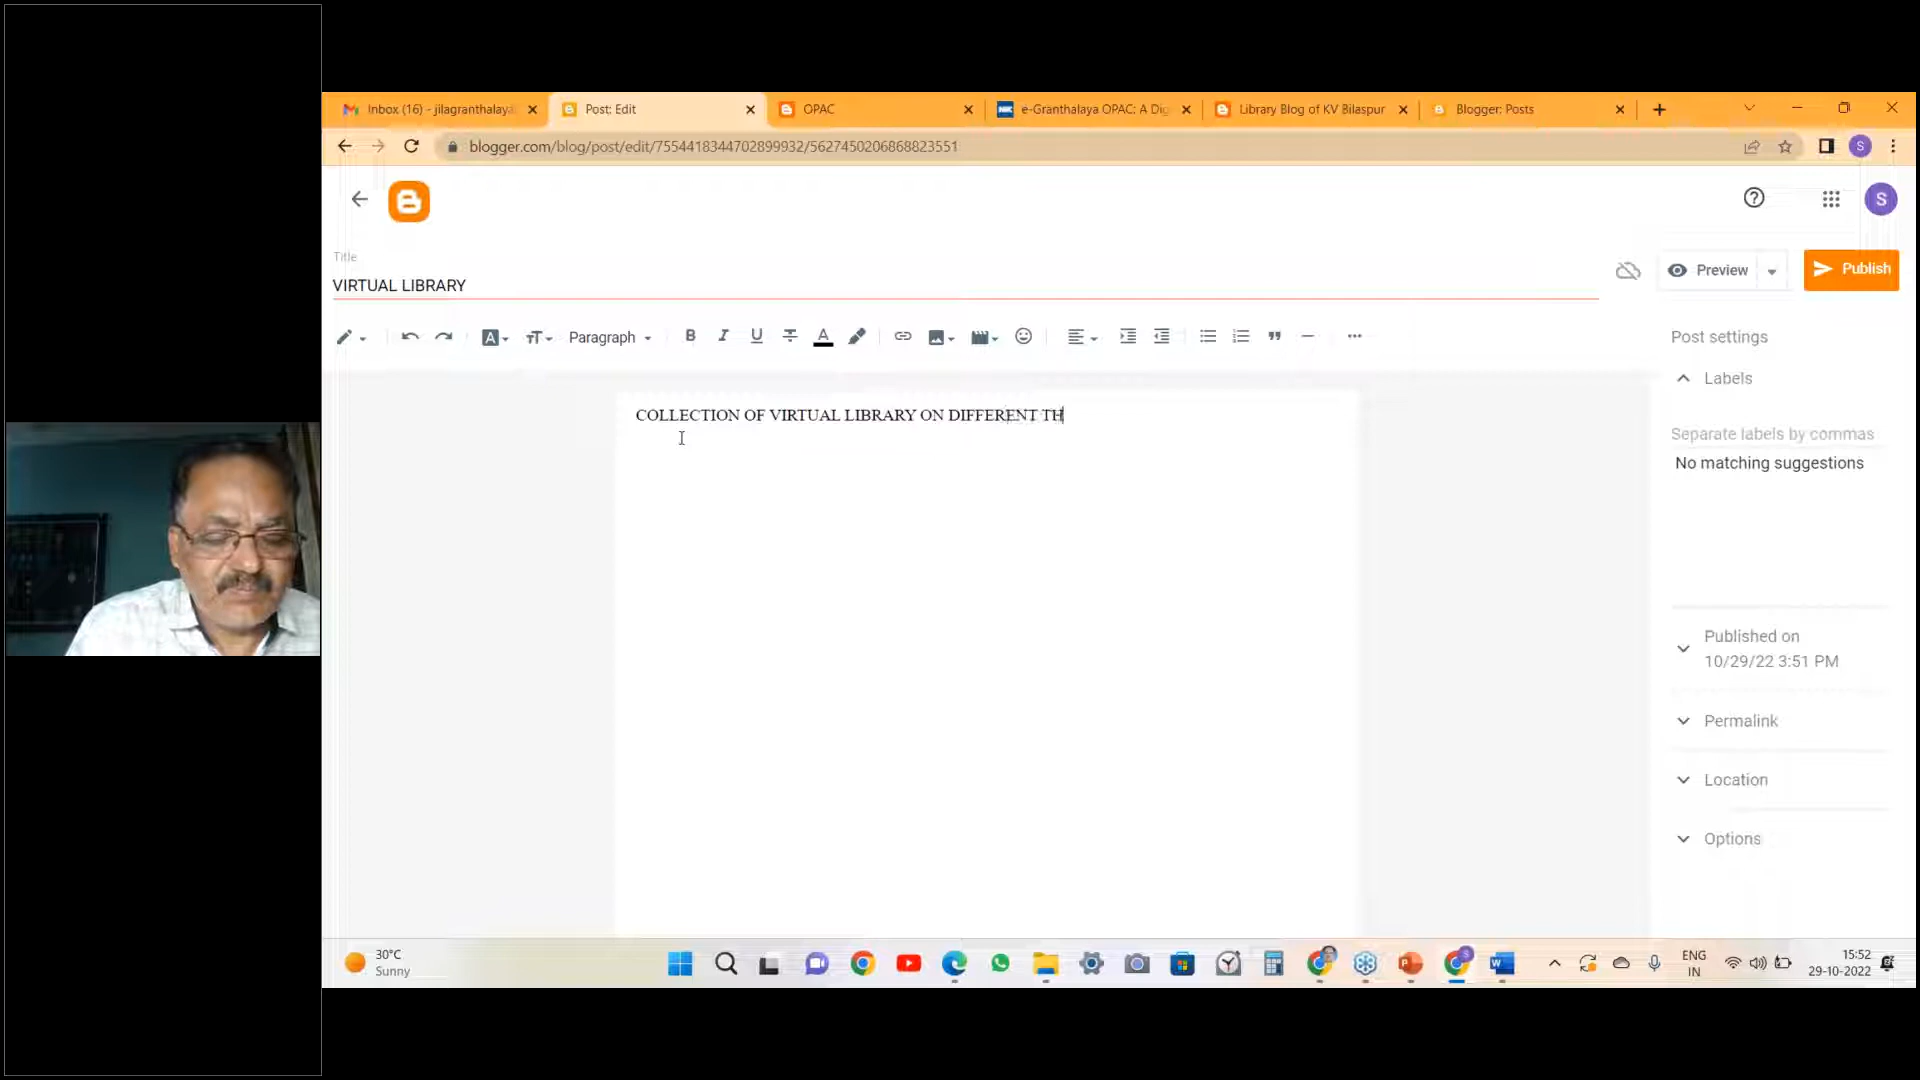 Inbox (16) - jilagranthalaya
Post: Edit
OPAC
e-Granthalaya OPAC: A Dig
Library Blog of KV Bilaspur
Blogger: Posts
blogger.com/blog/post/edit/7554418344702899932/5627450206868823551
S
S
Title
VIRTUAL LIBRARY
Preview
Publish
Paragraph
COLLECTION OF VIRTUAL LIBRARY ON DIFFERENT TH
Post settings
Labels
Separate labels by commas
No matching suggestions
Published on
10/29/22 3:51 PM
Permalink
Location
Options
30°C
Sunny
ENG
IN
15:52
29-10-2022